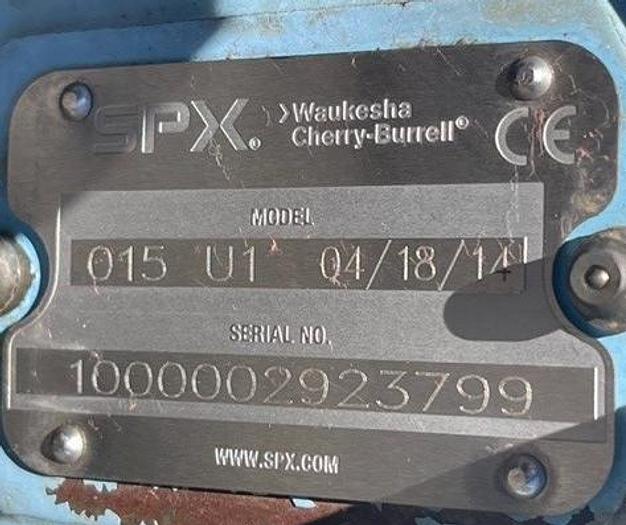 SPX® >Waukesha Cherry-Burrell® CE
MODEL
015 U1 04/18/14
SERIAL NO.
1000002923799
WWW.SPX.COM